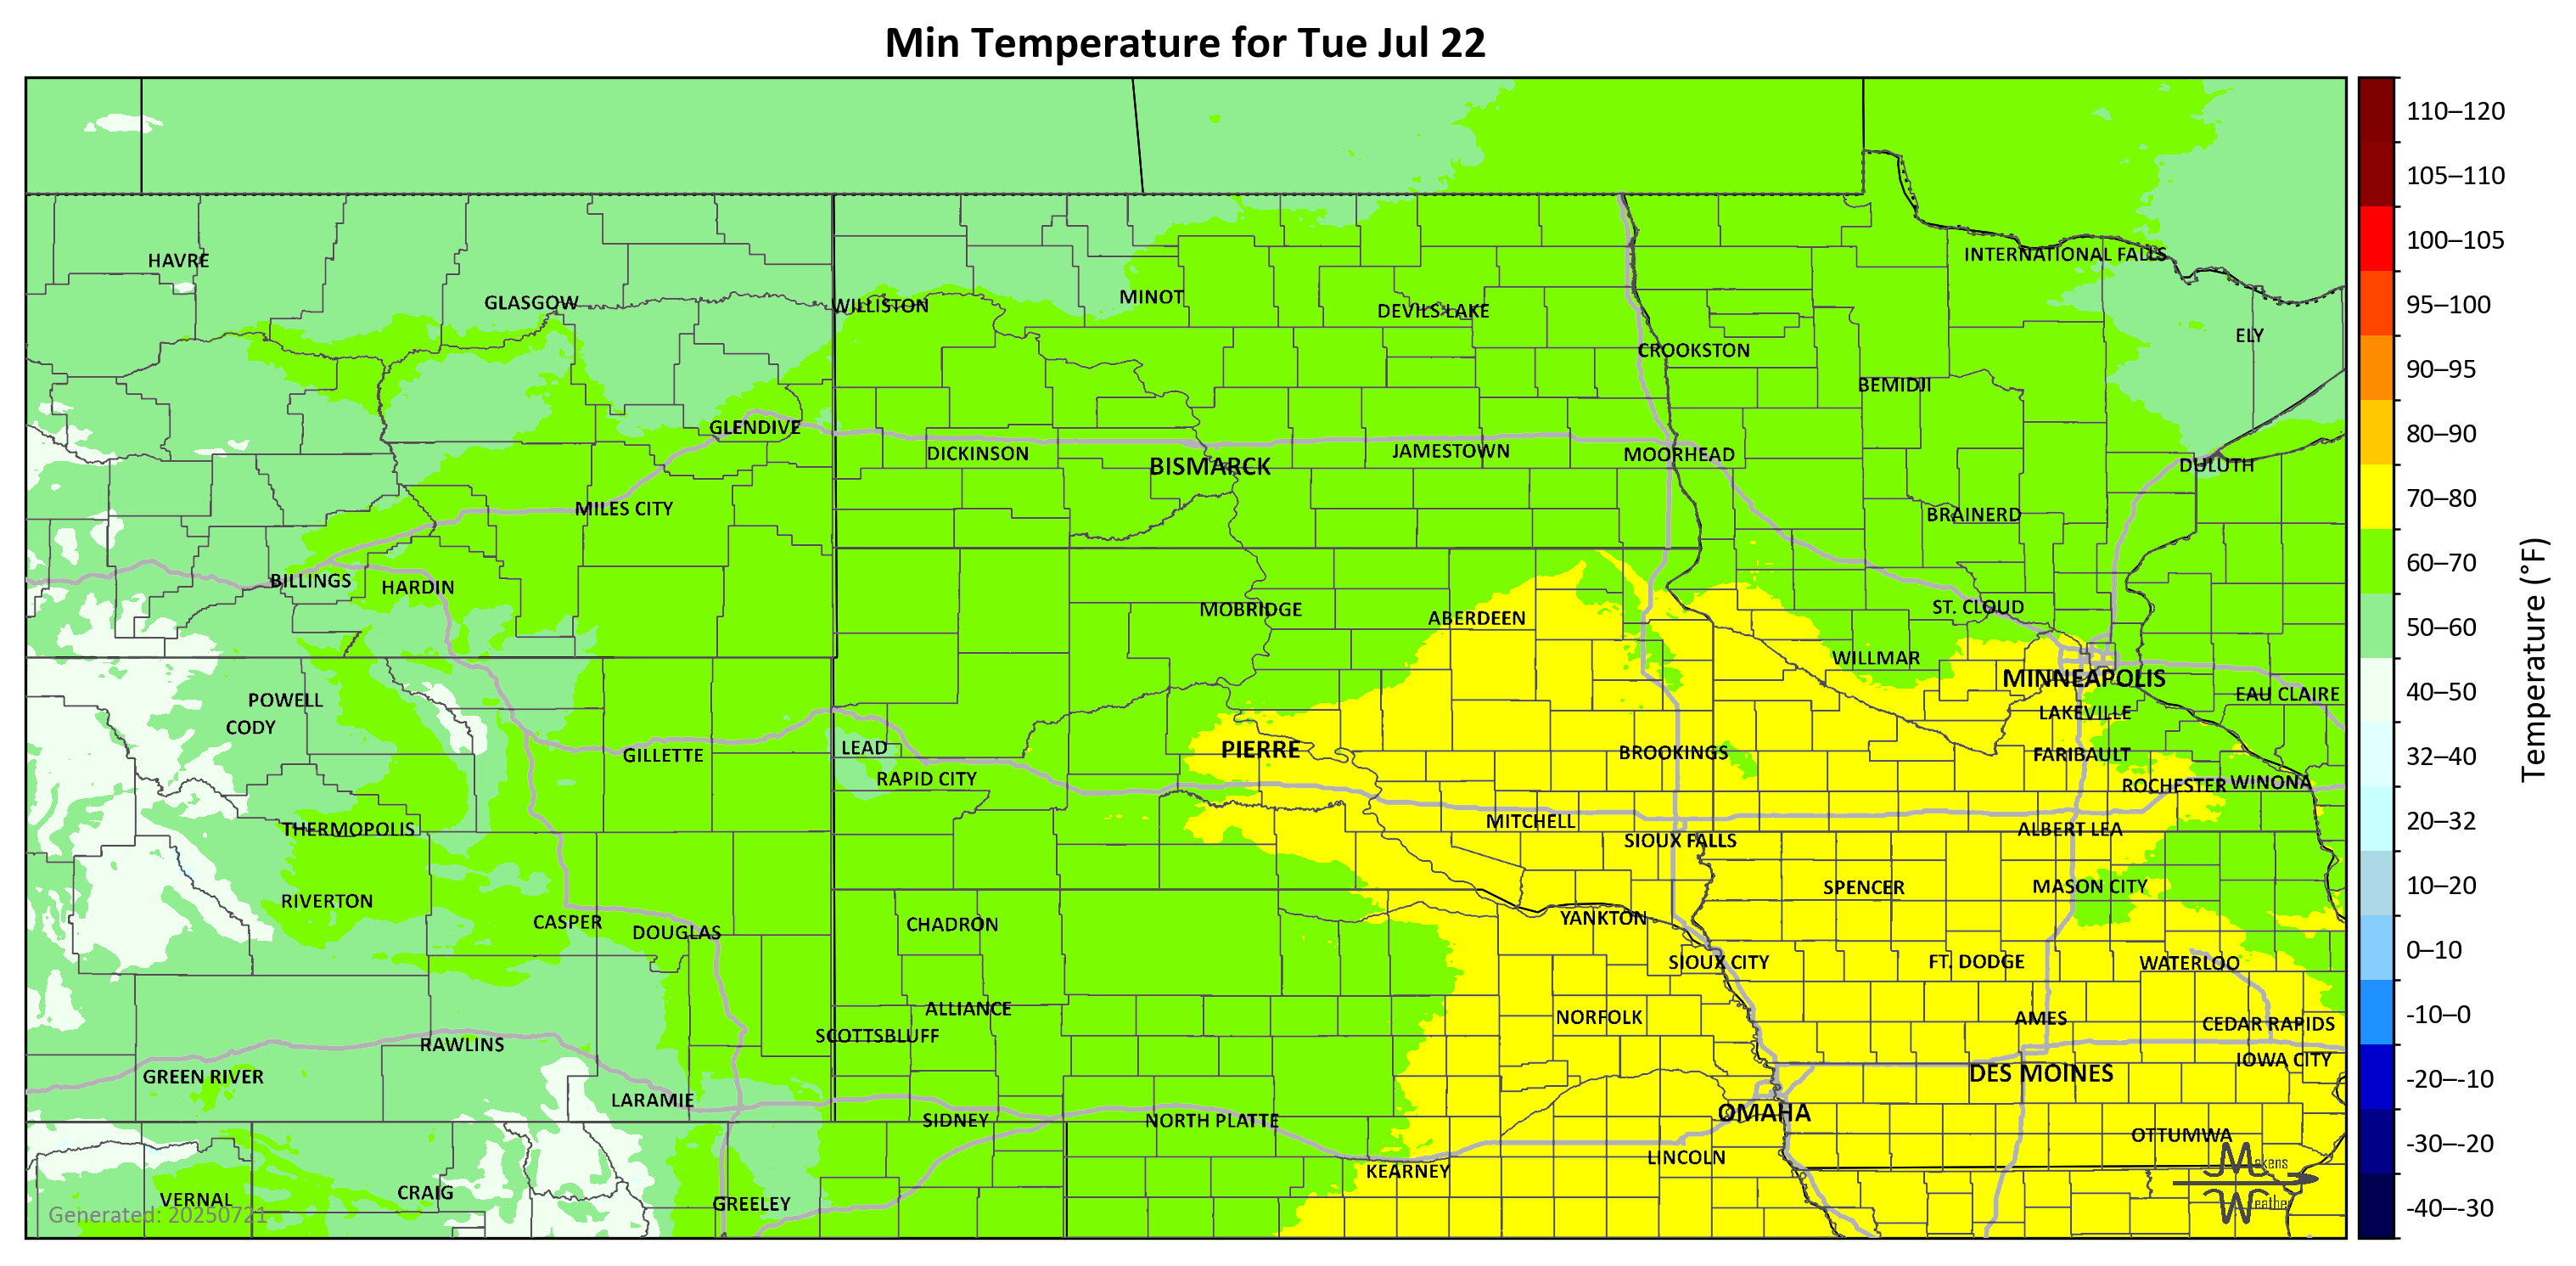 Min Temperature for Tue Jul 22
110–120
105–110
100–105
95–100
90–95
80–90
70–80
60–70
50–60
40–50
32–40
20–32
10–20
0–10
-10–0
-20–-10
-30–-20
-40–-30
Temperature (°F)
HAVRE
INTERNATIONAL FALLS
GLASGOW
WILLISTON
MINOT
DEVILS LAKE
ELY
CROOKSTON
BEMIDJI
GLENDIVE
DICKINSON
BISMARCK
JAMESTOWN
MOORHEAD
DULUTH
MILES CITY
BRAINERD
BILLINGS
HARDIN
MOBRIDGE
ABERDEEN
ST. CLOUD
WILLMAR
MINNEAPOLIS
EAU CLAIRE
POWELL
CODY
LAKEVILLE
GILLETTE
LEAD
PIERRE
BROOKINGS
FARIBAULT
RAPID CITY
ROCHESTER
WINONA
THERMOPOLIS
MITCHELL
SIOUX FALLS
ALBERT LEA
RIVERTON
SPENCER
MASON CITY
CASPER
DOUGLAS
CHADRON
YANKTON
SIOUX CITY
FT. DODGE
WATERLOO
ALLIANCE
NORFOLK
AMES
CEDAR RAPIDS
SCOTTSBLUFF
RAWLINS
IOWA CITY
GREEN RIVER
DES MOINES
LARAMIE
SIDNEY
NORTH PLATTE
OMAHA
OTTUMWA
KEARNEY
LINCOLN
VERNAL
CRAIG
GREELEY
Generated: 20250721
Makens
Weather